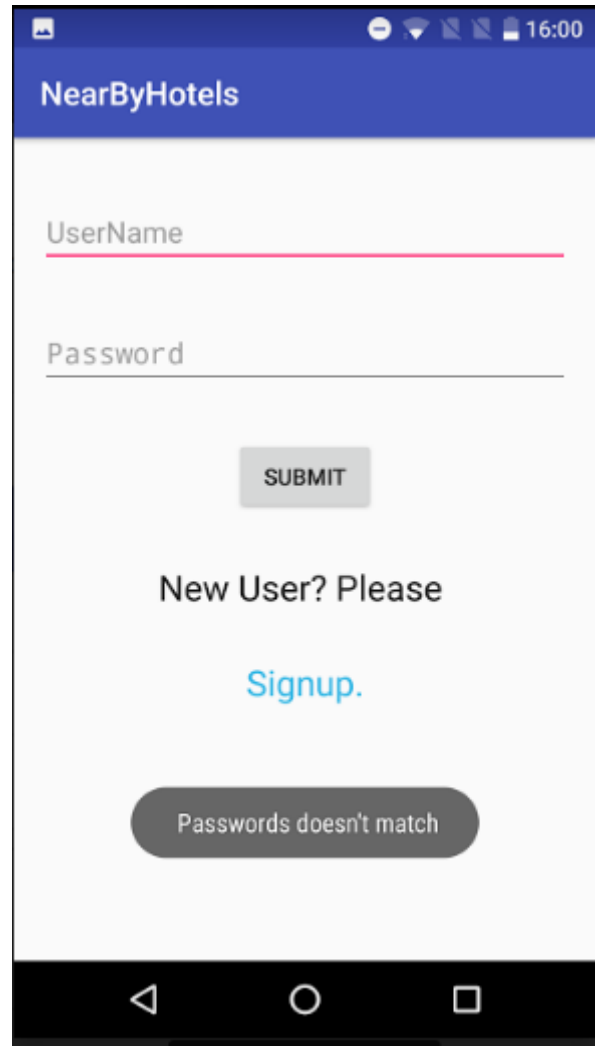 16:00
NearByHotels
UserName
Password
SUBMIT
New User? Please
Signup.
Passwords doesn't match